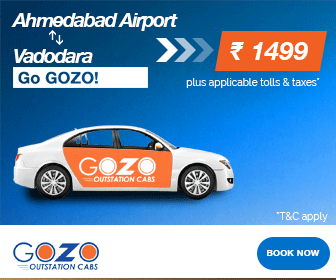 Ahmedabad Airport
Vadodara
Go GOZO!
₹ 1499
plus applicable tolls & taxes*
GOZO
OUTSTATION CABS
*T&C apply
GOZO
OUTSTATION CABS
BOOK NOW